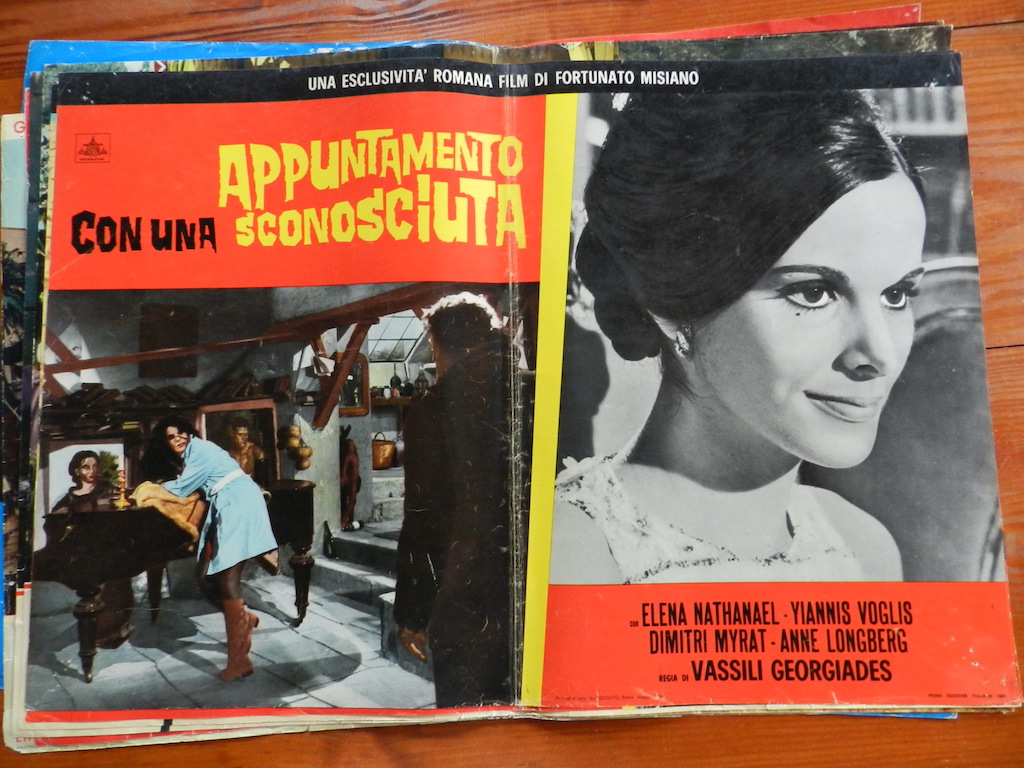 UNA ESCLUSIVITA' ROMANA FILM DI FORTUNATO MISIANO
APPUNTAMENTO
CON UNA SCONOSCIUTA
CON ELENA NATHANAEL - YIANNIS VOGLIS
DIMITRI MYRAT - ANNE LONGBERG
REGIA DI VASSILI GEORGIADES